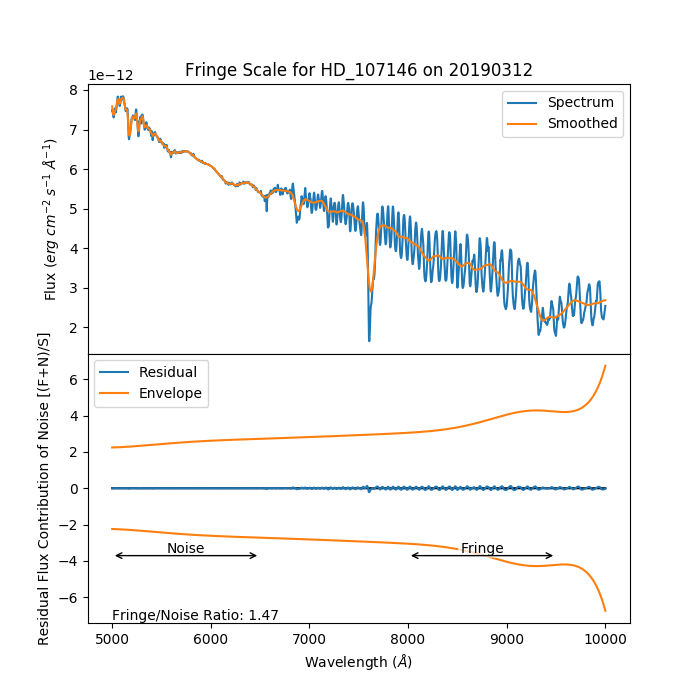 Fringe Scale for HD_107146 on 20190312
1e−12
8
7
6
5
4
3
2
Flux (erg cm⁻² s⁻¹ Å⁻¹)
Spectrum
Smoothed
Residual
Envelope
6
4
2
0
−2
−4
−6
Residual Flux Contribution of Noise [(F+N)/S]
Noise
Fringe
Fringe/Noise Ratio: 1.47
5000 6000 7000 8000 9000 10000
Wavelength (Å)